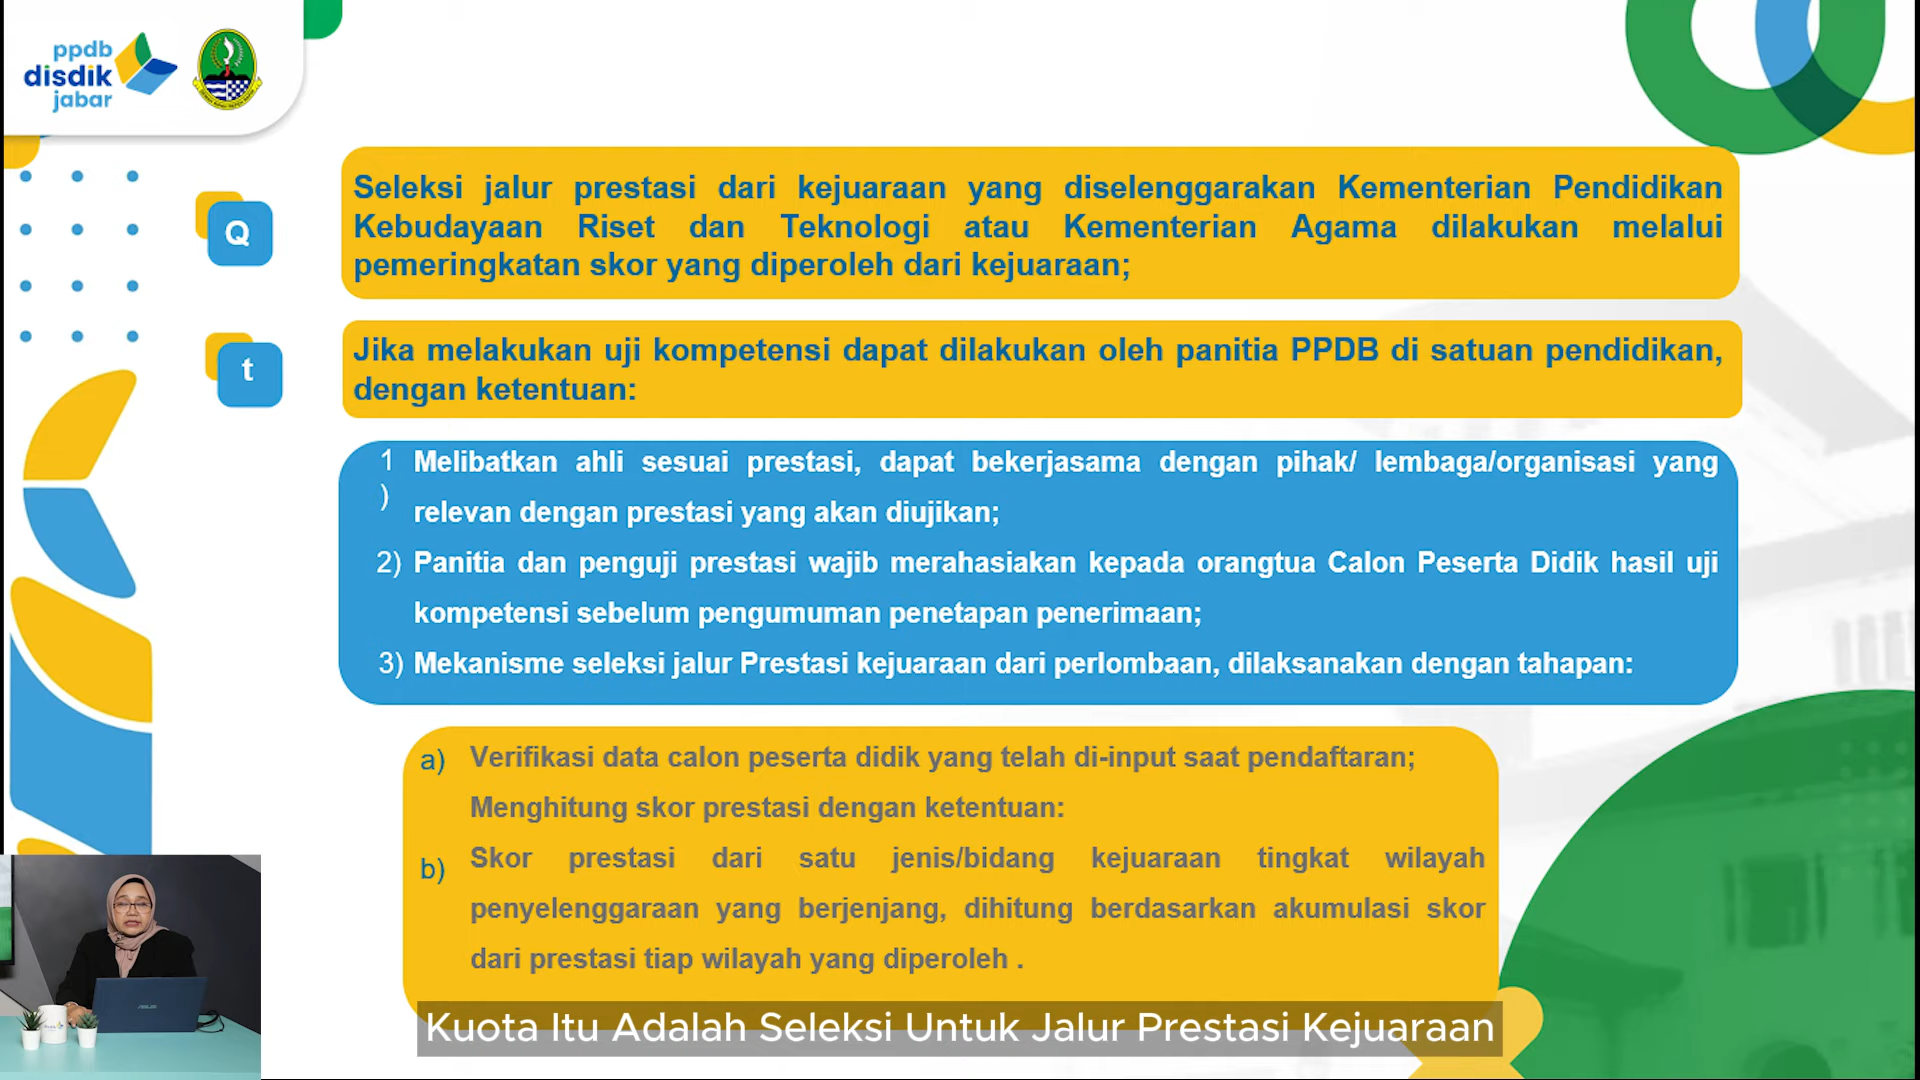 ppdb
disdik
jabar
Q
Seleksi jalur prestasi dari kejuaraan yang diselenggarakan Kementerian Pendidikan
Kebudayaan Riset dan Teknologi atau Kementerian Agama dilakukan melalui
pemeringkatan skor yang diperoleh dari kejuaraan;
t
Jika melakukan uji kompetensi dapat dilakukan oleh panitia PPDB di satuan pendidikan,
dengan ketentuan:
1) Melibatkan ahli sesuai prestasi, dapat bekerjasama dengan pihak/ lembaga/organisasi yang
relevan dengan prestasi yang akan diujikan;
2) Panitia dan penguji prestasi wajib merahasiakan kepada orangtua Calon Peserta Didik hasil uji
kompetensi sebelum pengumuman penetapan penerimaan;
3) Mekanisme seleksi jalur Prestasi kejuaraan dari perlombaan, dilaksanakan dengan tahapan:
a) Verifikasi data calon peserta didik yang telah di-input saat pendaftaran;
Menghitung skor prestasi dengan ketentuan:
b) Skor prestasi dari satu jenis/bidang kejuaraan tingkat wilayah
penyelenggaraan yang berjenjang, dihitung berdasarkan akumulasi skor
dari prestasi tiap wilayah yang diperoleh .
ASUS
Kuota Itu Adalah Seleksi Untuk Jalur Prestasi Kejuaraan